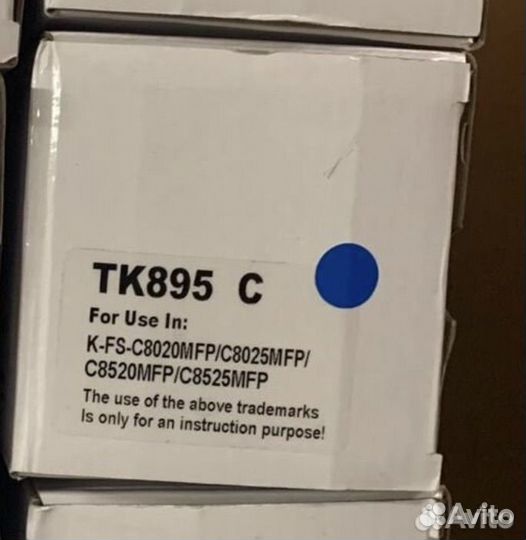 TK895 C
For Use In:
K-FS-C8020MFP/C8025MFP/
C8520MFP/C8525MFP
The use of the above trademarks
Is only for an instruction purpose!
Avito